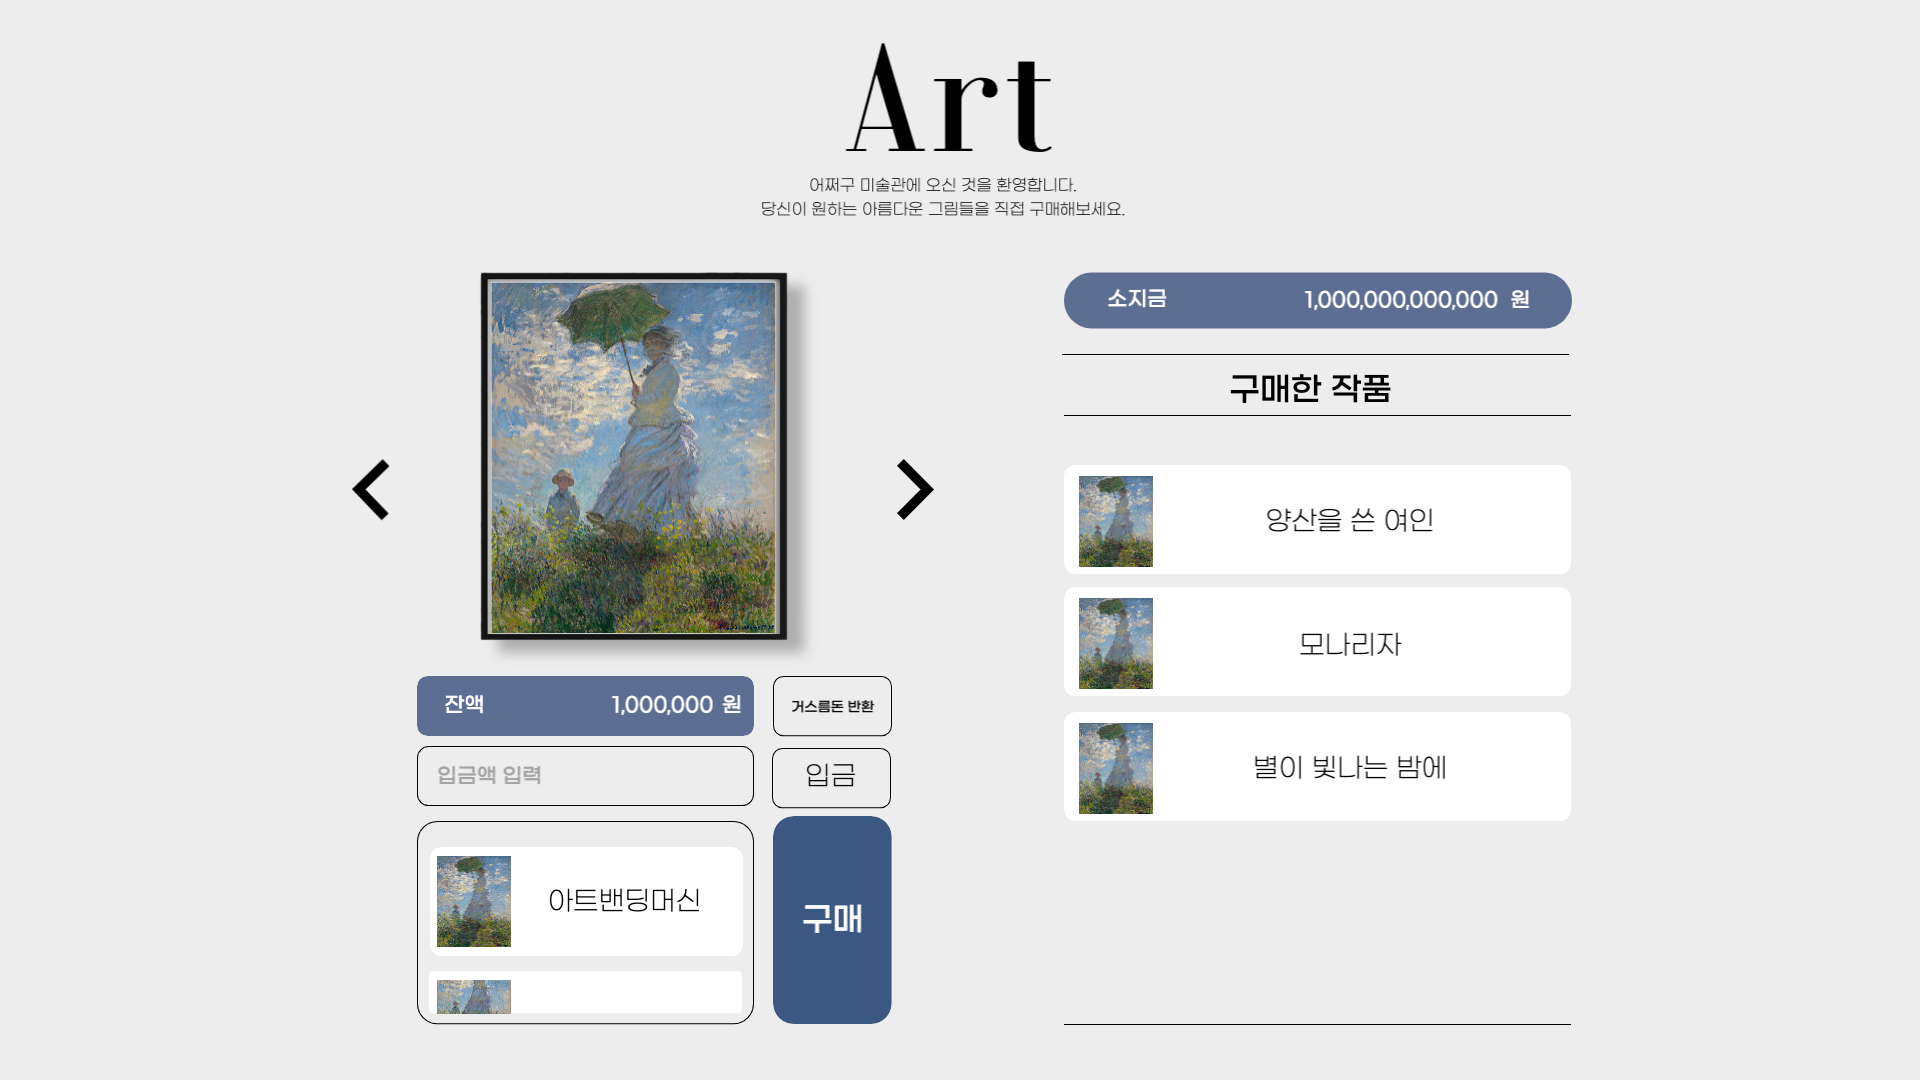 Art
어쩌구 미술관에 오신 것을 환영합니다.
당신이 원하는 아름다운 그림들을 직접 구매해보세요.
잔액 1,000,000 원
거스름돈 반환
입금액 입력
입금
아트밴딩머신
구매
소지금 1,000,000,000,000 원
구매한 작품
양산을 쓴 여인
모나리자
별이 빛나는 밤에